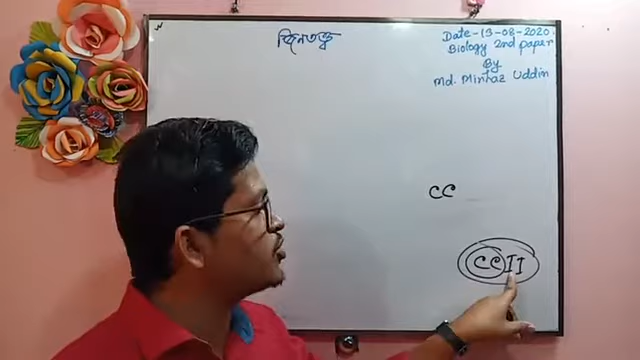 জিনতত্ত্ব
Date-13-08-2020
Biology 2nd paper
By
Md. Mintaz Uddin
CC
CCII